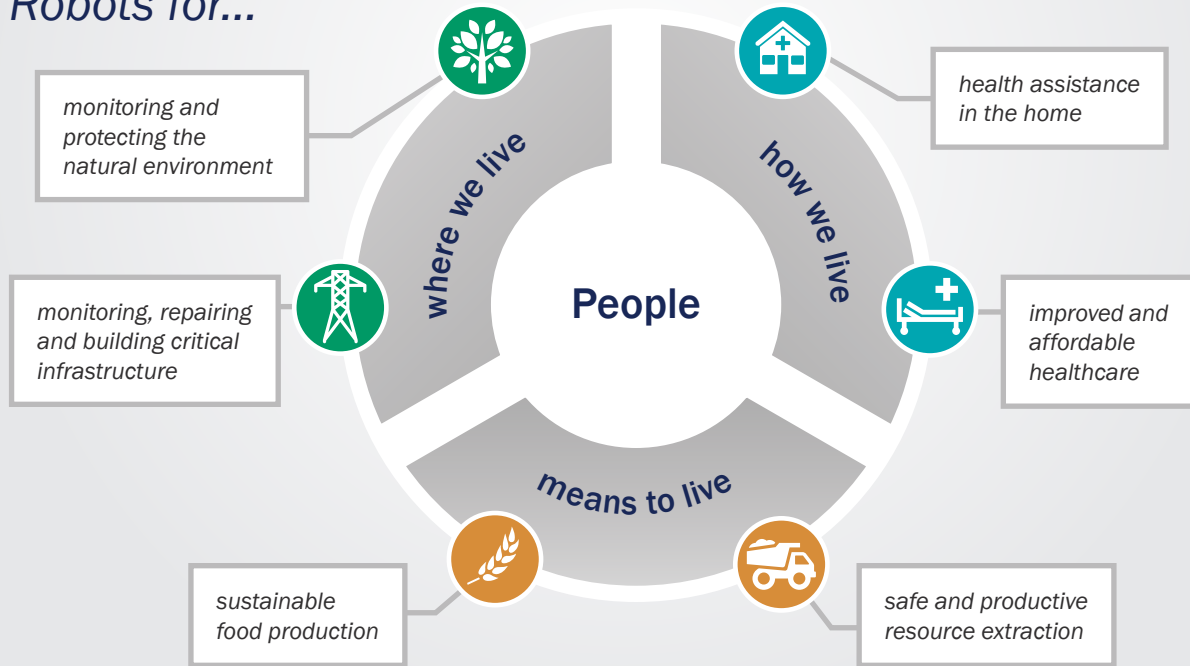 Robots for...
monitoring and
protecting the
natural environment
health assistance
in the home
where we live
how we live
People
monitoring, repairing
and building critical
infrastructure
improved and
affordable
healthcare
means to live
sustainable
food production
safe and productive
resource extraction